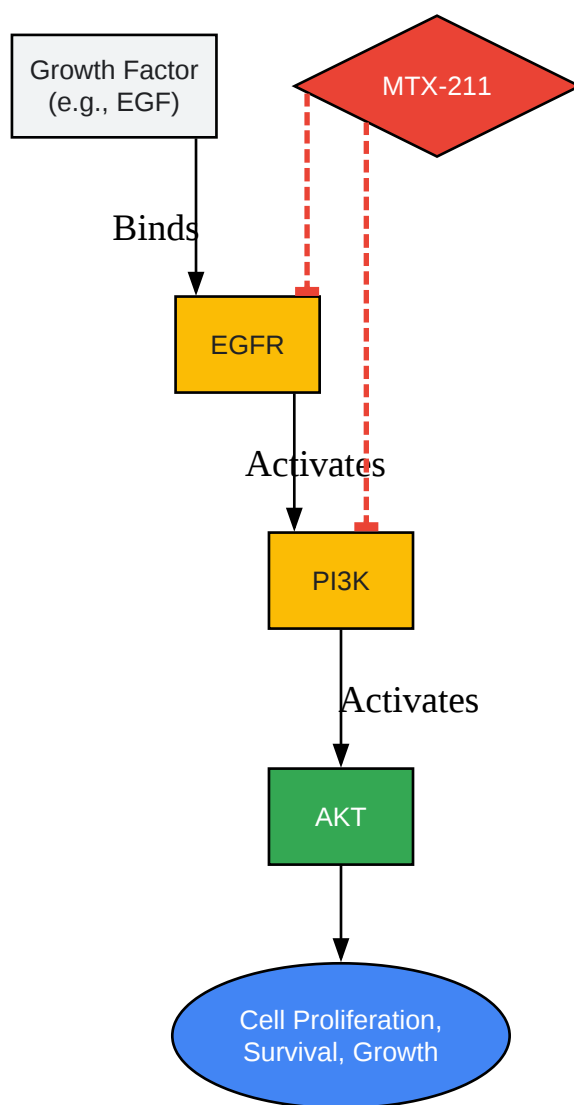 Growth Factor
(e.g., EGF)
MTX-211
Binds
EGFR
Activates
PI3K
Activates
AKT
Cell Proliferation,
Survival, Growth